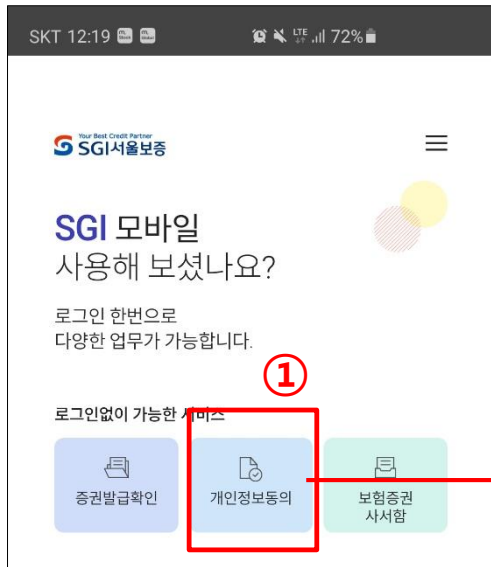 SKT 12:19
LTE 72%
Your Best Credit Partner
SGI서울보증
SGI 모바일
사용해 보셨나요?
로그인 한번으로
다양한 업무가 가능합니다.
①
로그인없이 가능한 서비스
증권발급확인
개인정보동의
보험증권
사서함